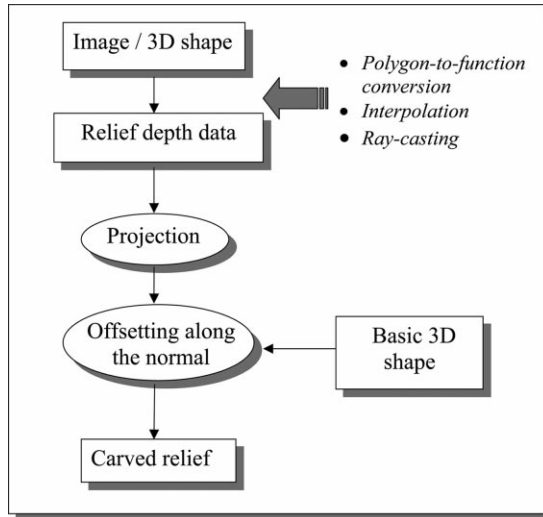 Image / 3D shape
• Polygon-to-function
conversion
• Interpolation
• Ray-casting
Relief depth data
Projection
Offsetting along
the normal
Basic 3D
shape
Carved relief